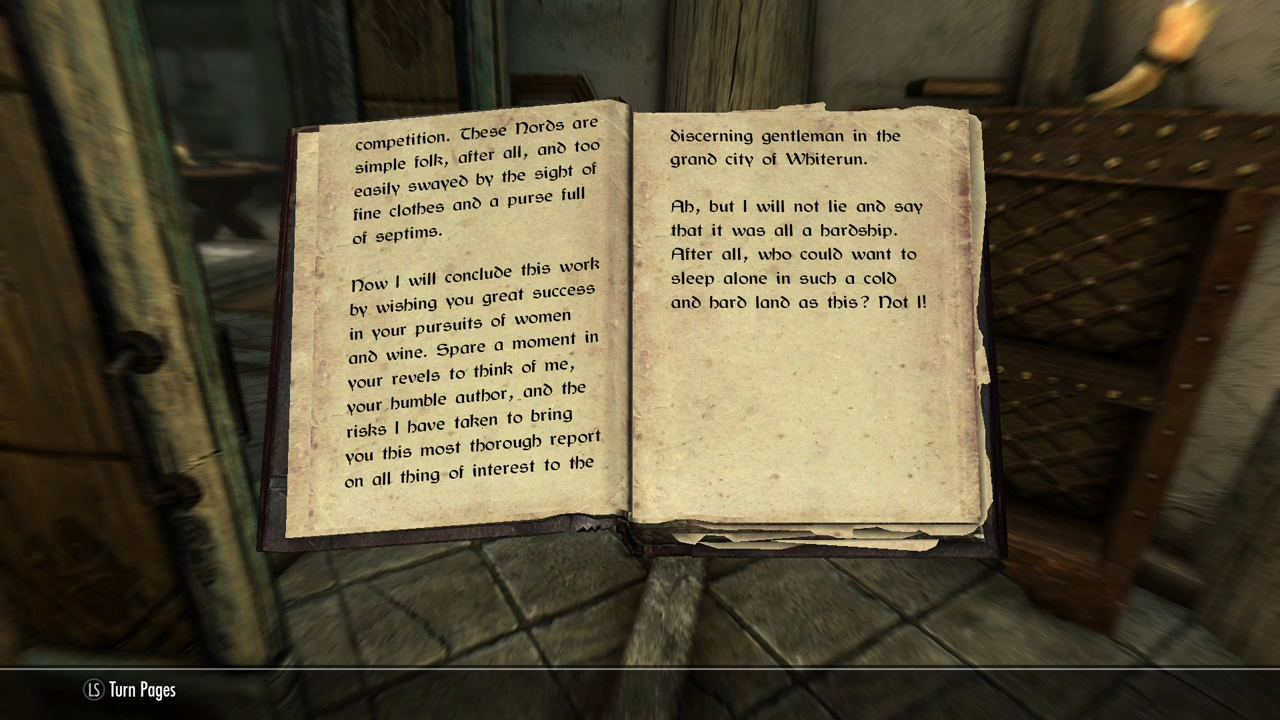 competition. These Nords are
simple folk, after all, and too
easily swayed by the sight of
fine clothes and a purse full
of septims.
Now I will conclude this work
by wishing you great success
in your pursuits of women
and wine. Spare a moment in
your revels to think of me,
your humble author, and the
risks I have taken to bring
you this most thorough report
on all thing of interest to the
discerning gentleman in the
grand city of Whiterun.
Ah, but I will not lie and say
that it was all a hardship.
After all, who could want to
sleep alone in such a cold
and hard land as this? Not I!
LS Turn Pages